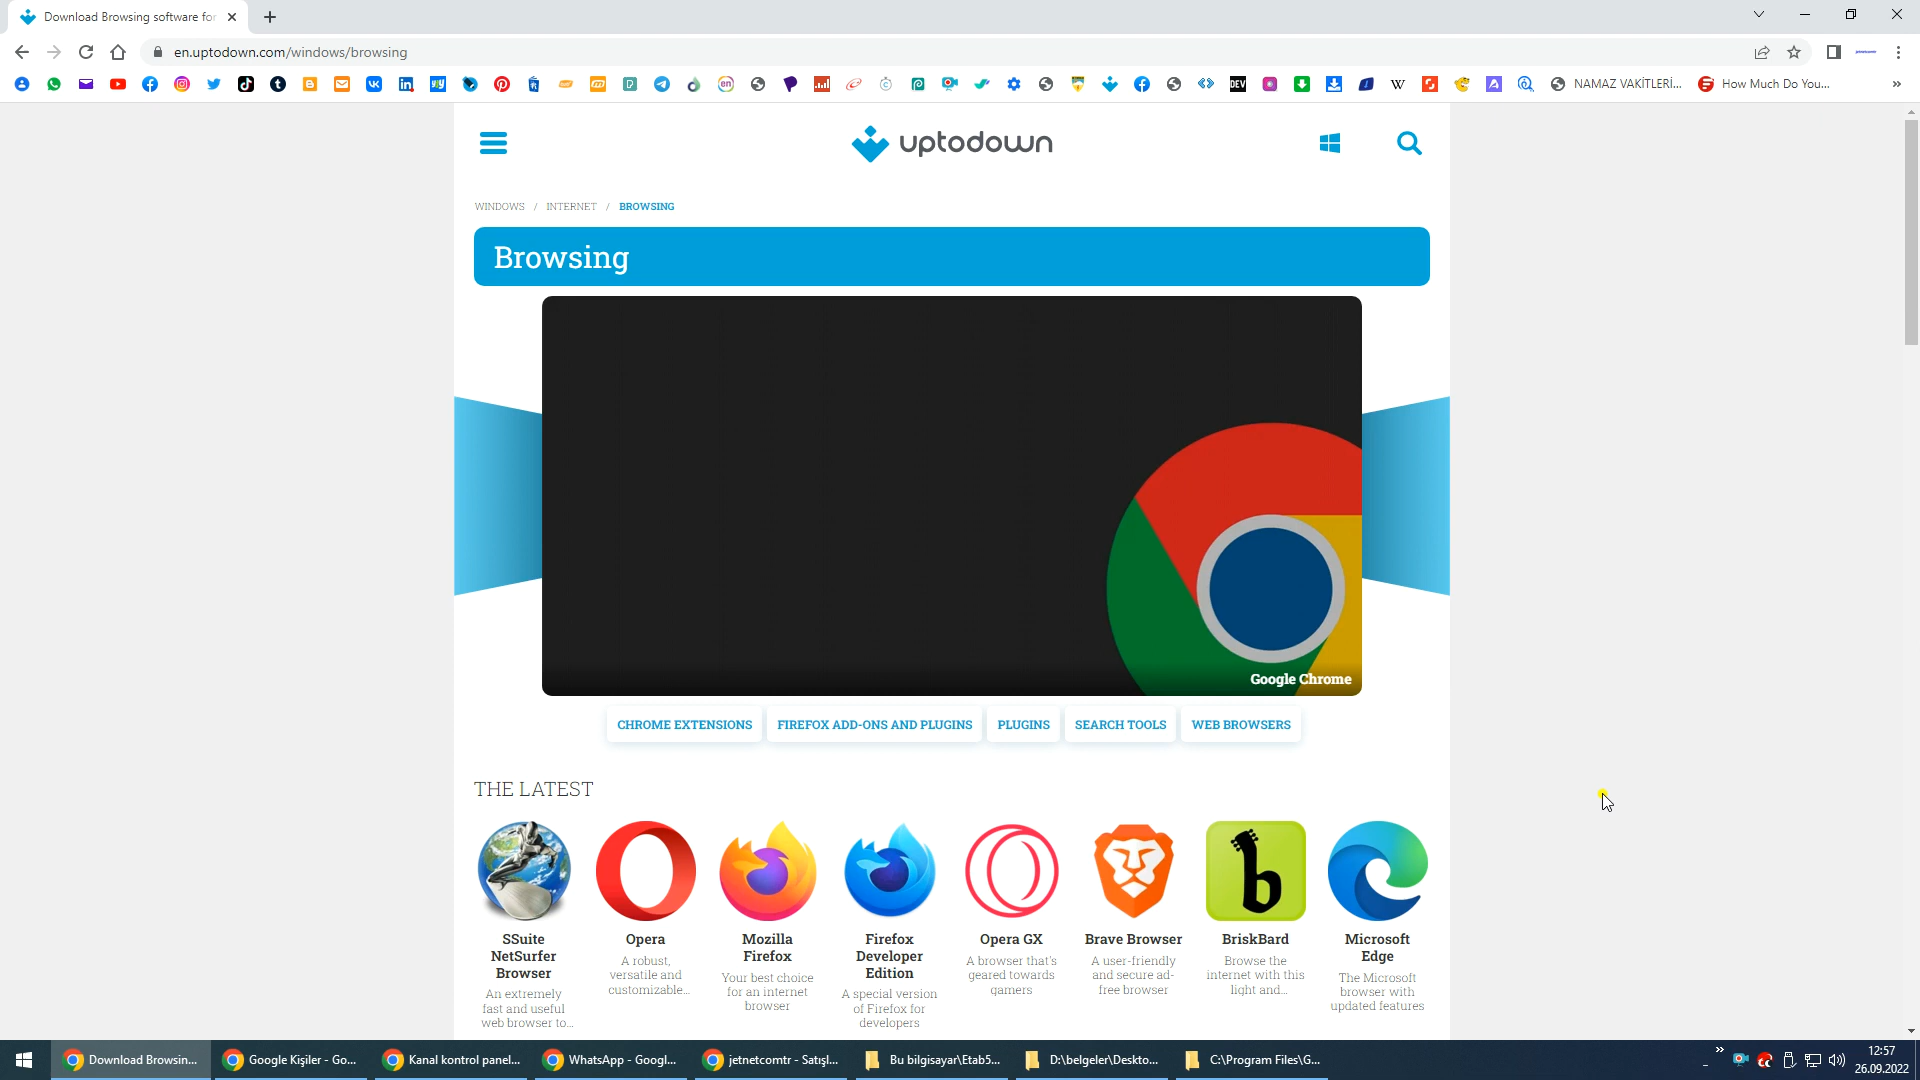 Download Browsing software for
en.uptodown.com/windows/browsing
NAMAZ VAKİTLERİ...
How Much Do You...
uptodown
WINDOWS / INTERNET / BROWSING
Browsing
Google Chrome
CHROME EXTENSIONS
FIREFOX ADD-ONS AND PLUGINS
PLUGINS
SEARCH TOOLS
WEB BROWSERS
THE LATEST
SSuite
NetSurfer
Browser
An extremely
fast and useful
web browser to...
Opera
A robust,
versatile and
customizable...
Mozilla
Firefox
Your best choice
for an internet
browser
Firefox
Developer
Edition
A special version
of Firefox for
developers
Opera GX
A browser that's
geared towards
gamers
Brave Browser
A user-friendly
and secure ad-
free browser
BriskBard
Browse the
internet with this
light and...
Microsoft
Edge
The Microsoft
browser with
updated features
Download Browsin...
Google Kişiler - Go...
Kanal kontrol panel...
WhatsApp - Googl...
jetnetcomtr - Satışl...
Bu bilgisayar\Etab5...
D:\belgeler\Deskto...
C:\Program Files\G...
12:57
26.09.2022